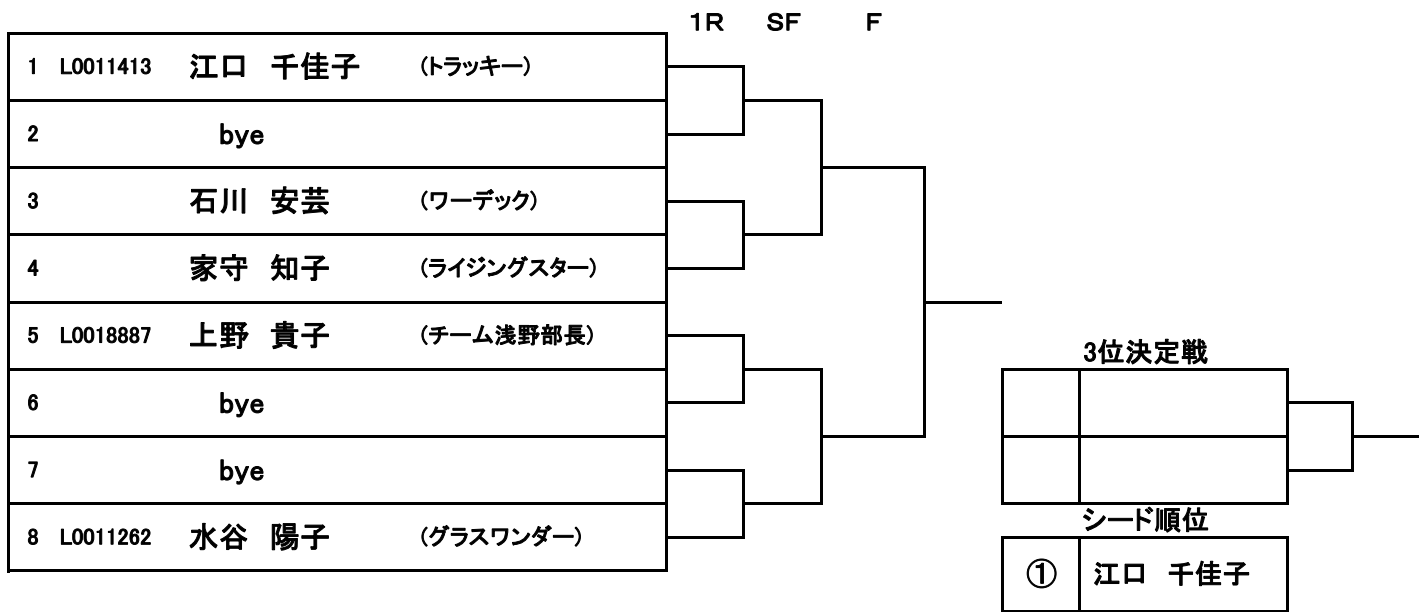 1R SF F
1 L0011413 江口 千佳子 (トラッキー)
2 bye
3 石川 安芸 (ワーデック)
4 家守 知子 (ライジングスター)
5 L0018887 上野 貴子 (チーム浅野部長)
6 bye
7 bye
8 L0011262 水谷 陽子 (グラスワンダー)
3位決定戦
シード順位
① 江口 千佳子